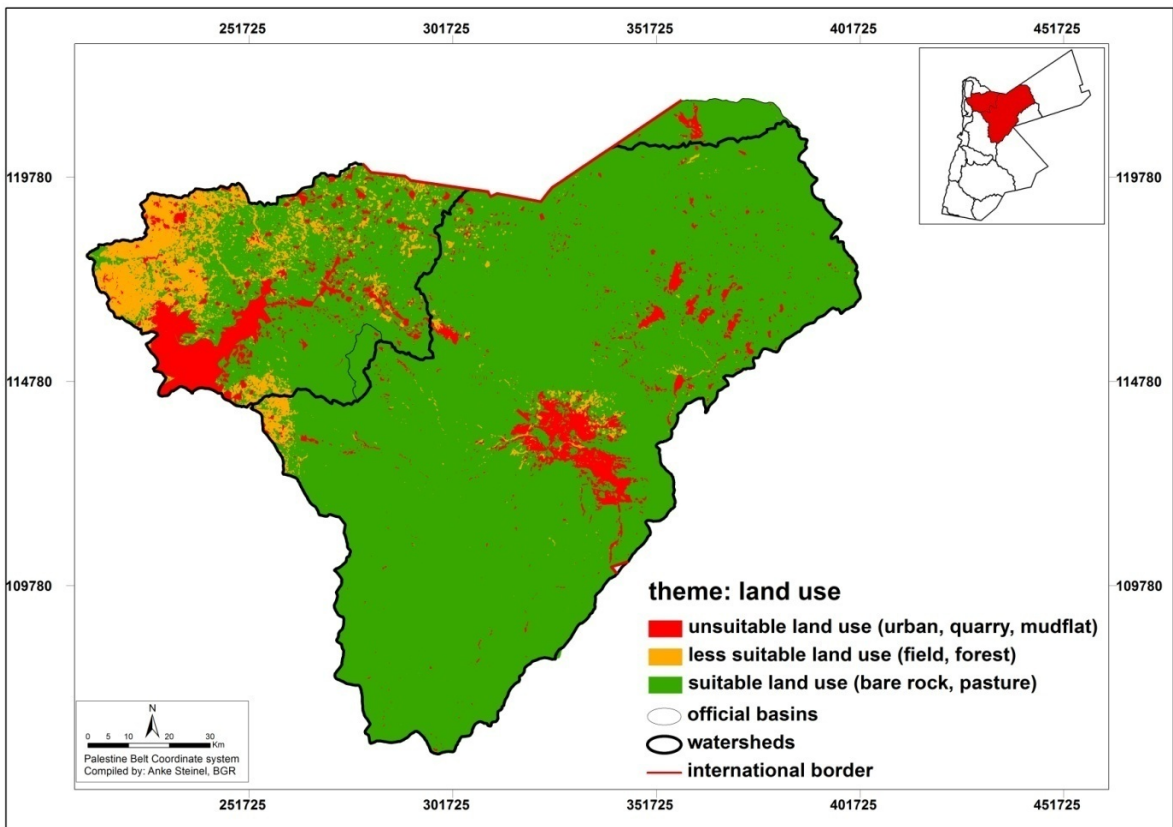 251725 301725 351725 401725 451725
119780 119780
114780 114780
109780 109780
theme: land use
unsuitable land use (urban, quarry, mudflat)
less suitable land use (field, forest)
suitable land use (bare rock, pasture)
official basins
watersheds
international border
N
0 5 10 20 30
Km
Palestine Belt Coordinate system
Compiled by: Anke Steinel, BGR
251725 301725 351725 401725 451725